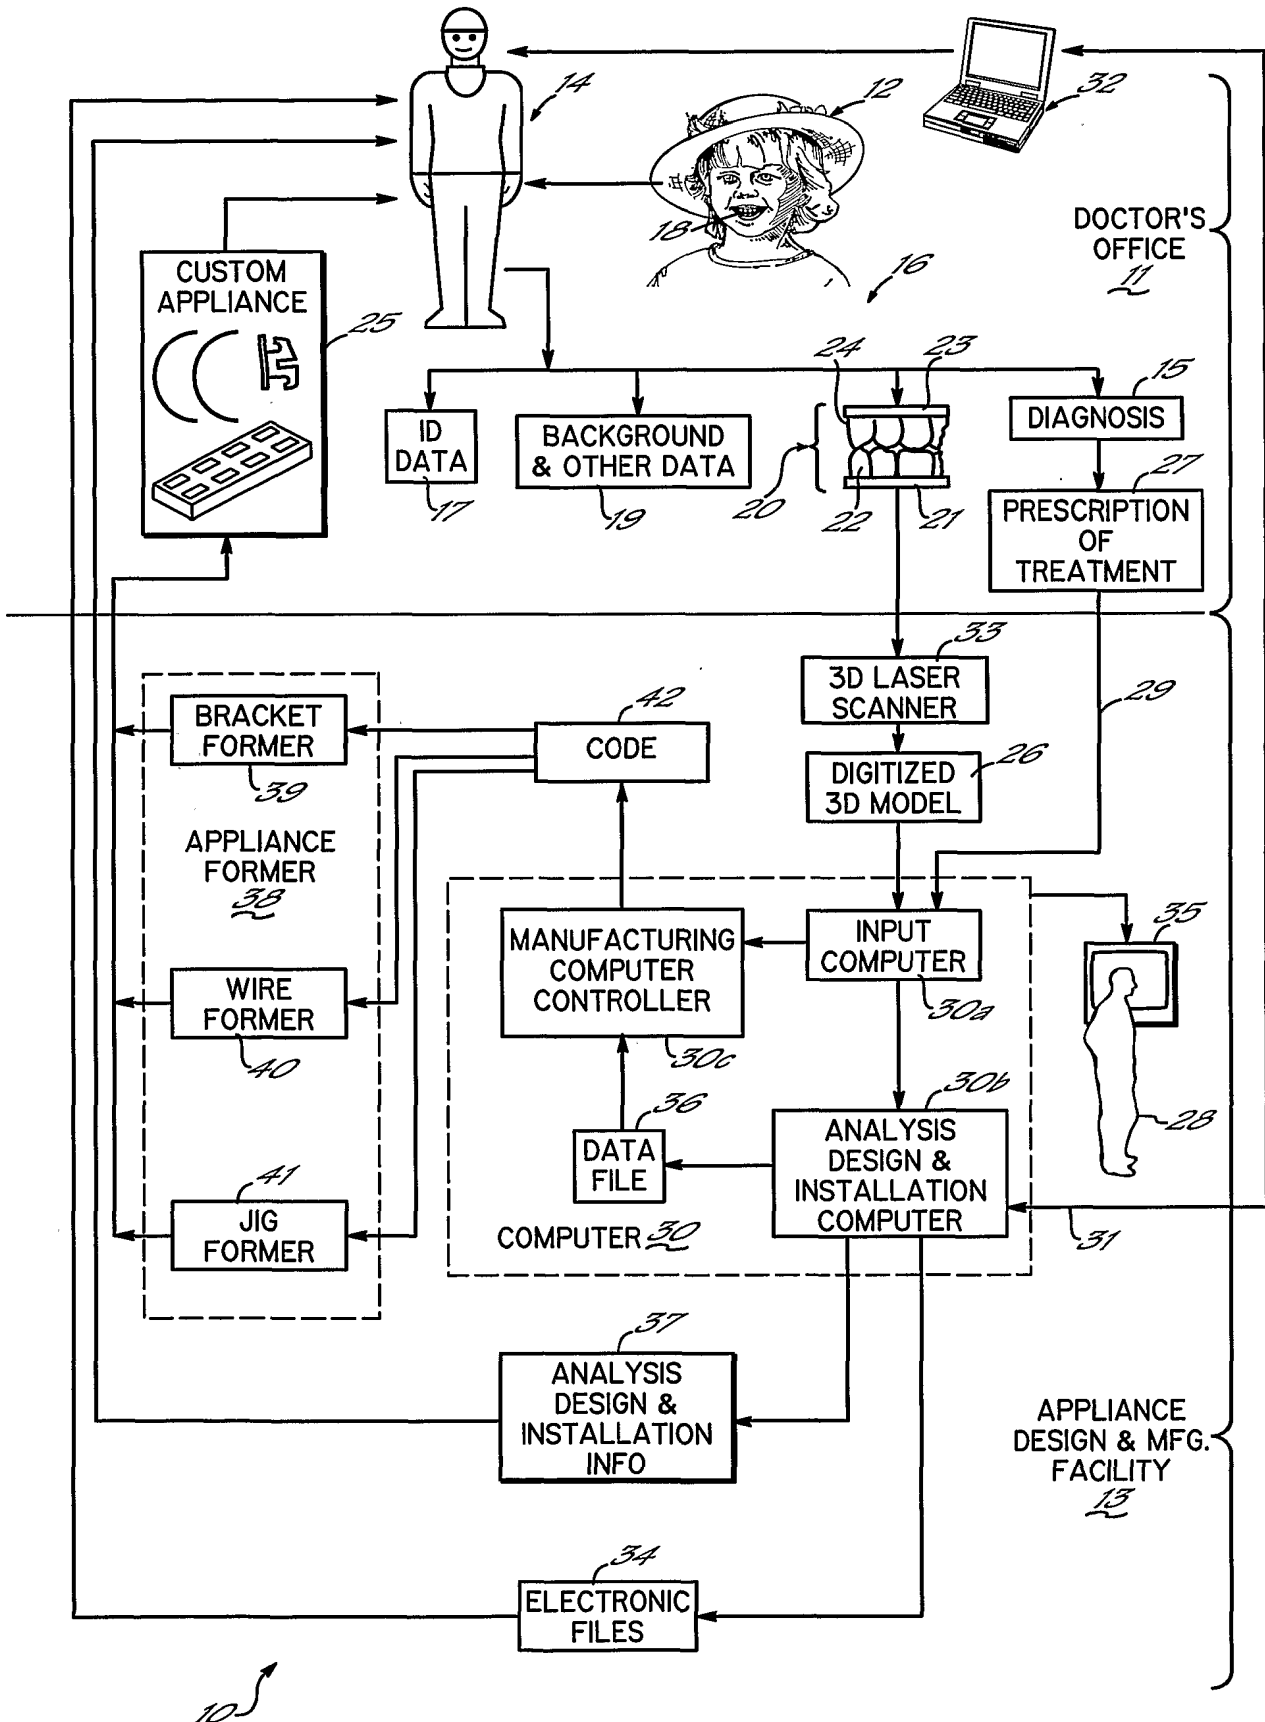 14
12
32
18
16
DOCTOR'S
OFFICE
11
CUSTOM
APPLIANCE
25
24
23
15
ID
DATA
17
BACKGROUND
& OTHER DATA
19
20
22
21
DIAGNOSIS
27
PRESCRIPTION
OF
TREATMENT
33
3D LASER
SCANNER
29
26
DIGITIZED
3D MODEL
42
CODE
BRACKET
FORMER
39
APPLIANCE
FORMER
38
WIRE
FORMER
40
41
JIG
FORMER
MANUFACTURING
COMPUTER
CONTROLLER
30c
INPUT
COMPUTER
30a
35
28
30b
ANALYSIS
DESIGN &
INSTALLATION
COMPUTER
36
DATA
FILE
COMPUTER 30
31
37
ANALYSIS
DESIGN &
INSTALLATION
INFO
APPLIANCE
DESIGN & MFG.
FACILITY
13
34
ELECTRONIC
FILES
10